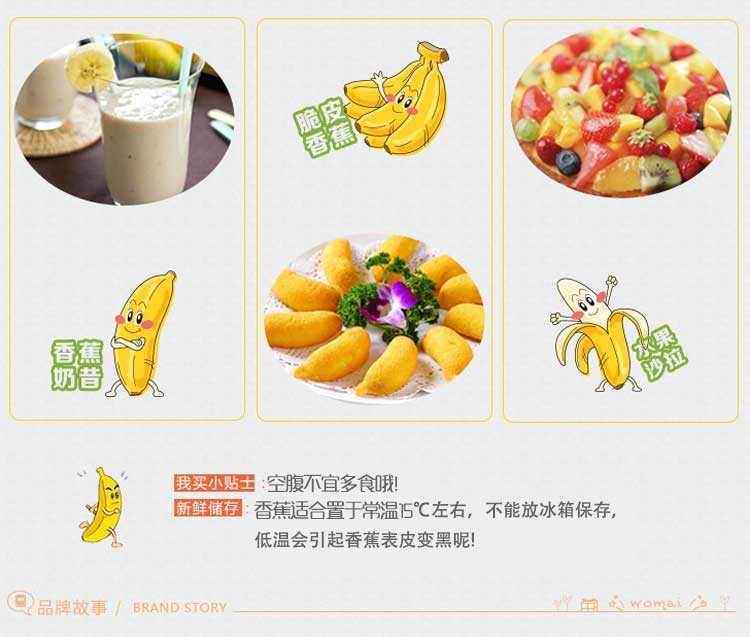 脆皮
香蕉
香蕉
奶昔
水果
沙拉
我买小贴士:空腹不宜多食哦!
新鲜储存:香蕉适合置于常温15℃左右，不能放冰箱保存，
低温会引起香蕉表皮变黑呢!
品牌故事 / BRAND STORY
womai